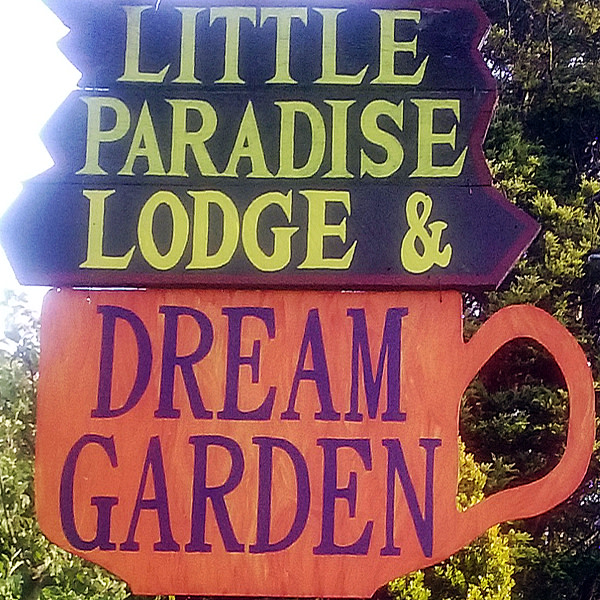 LITTLE
PARADISE
LODGE &
DREAM
GARDEN